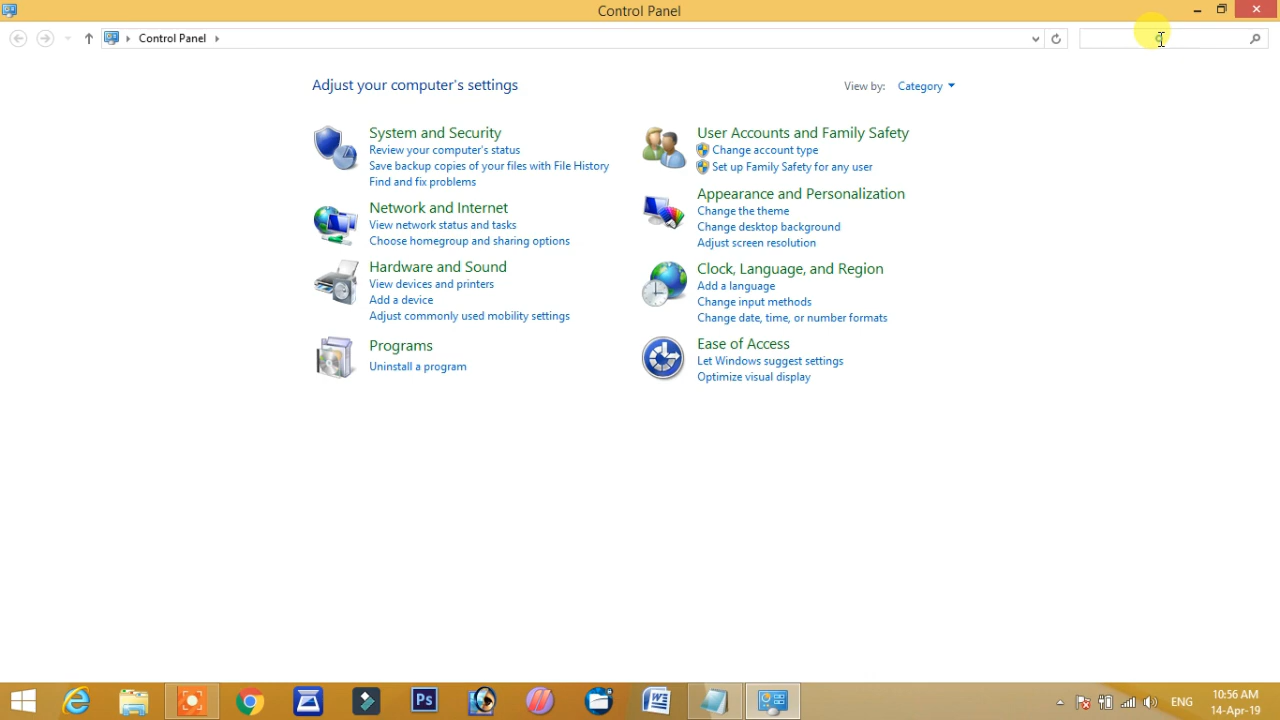 Control Panel
Control Panel
Adjust your computer's settings
View by: Category
System and Security
Review your computer's status
Save backup copies of your files with File History
Find and fix problems
Network and Internet
View network status and tasks
Choose homegroup and sharing options
Hardware and Sound
View devices and printers
Add a device
Adjust commonly used mobility settings
Programs
Uninstall a program
User Accounts and Family Safety
Change account type
Set up Family Safety for any user
Appearance and Personalization
Change the theme
Change desktop background
Adjust screen resolution
Clock, Language, and Region
Add a language
Change input methods
Change date, time, or number formats
Ease of Access
Let Windows suggest settings
Optimize visual display
Ps
ENG
10:56 AM
14-Apr-19